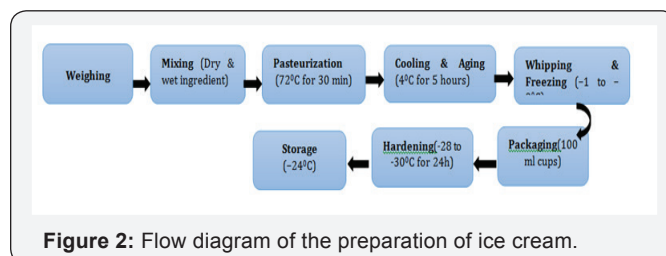 Weighing
Mixing (Dry &
wet ingredient)
Pasteurization
(72⁰C for 30 min)
Cooling & Aging
(4⁰C for 5 hours)
Whipping &
Freezing (−1 to −
Packaging(100
ml cups)
Hardening(-28 to
-30⁰C for 24h)
Storage
(−24⁰C)
Figure 2: Flow diagram of the preparation of ice cream.